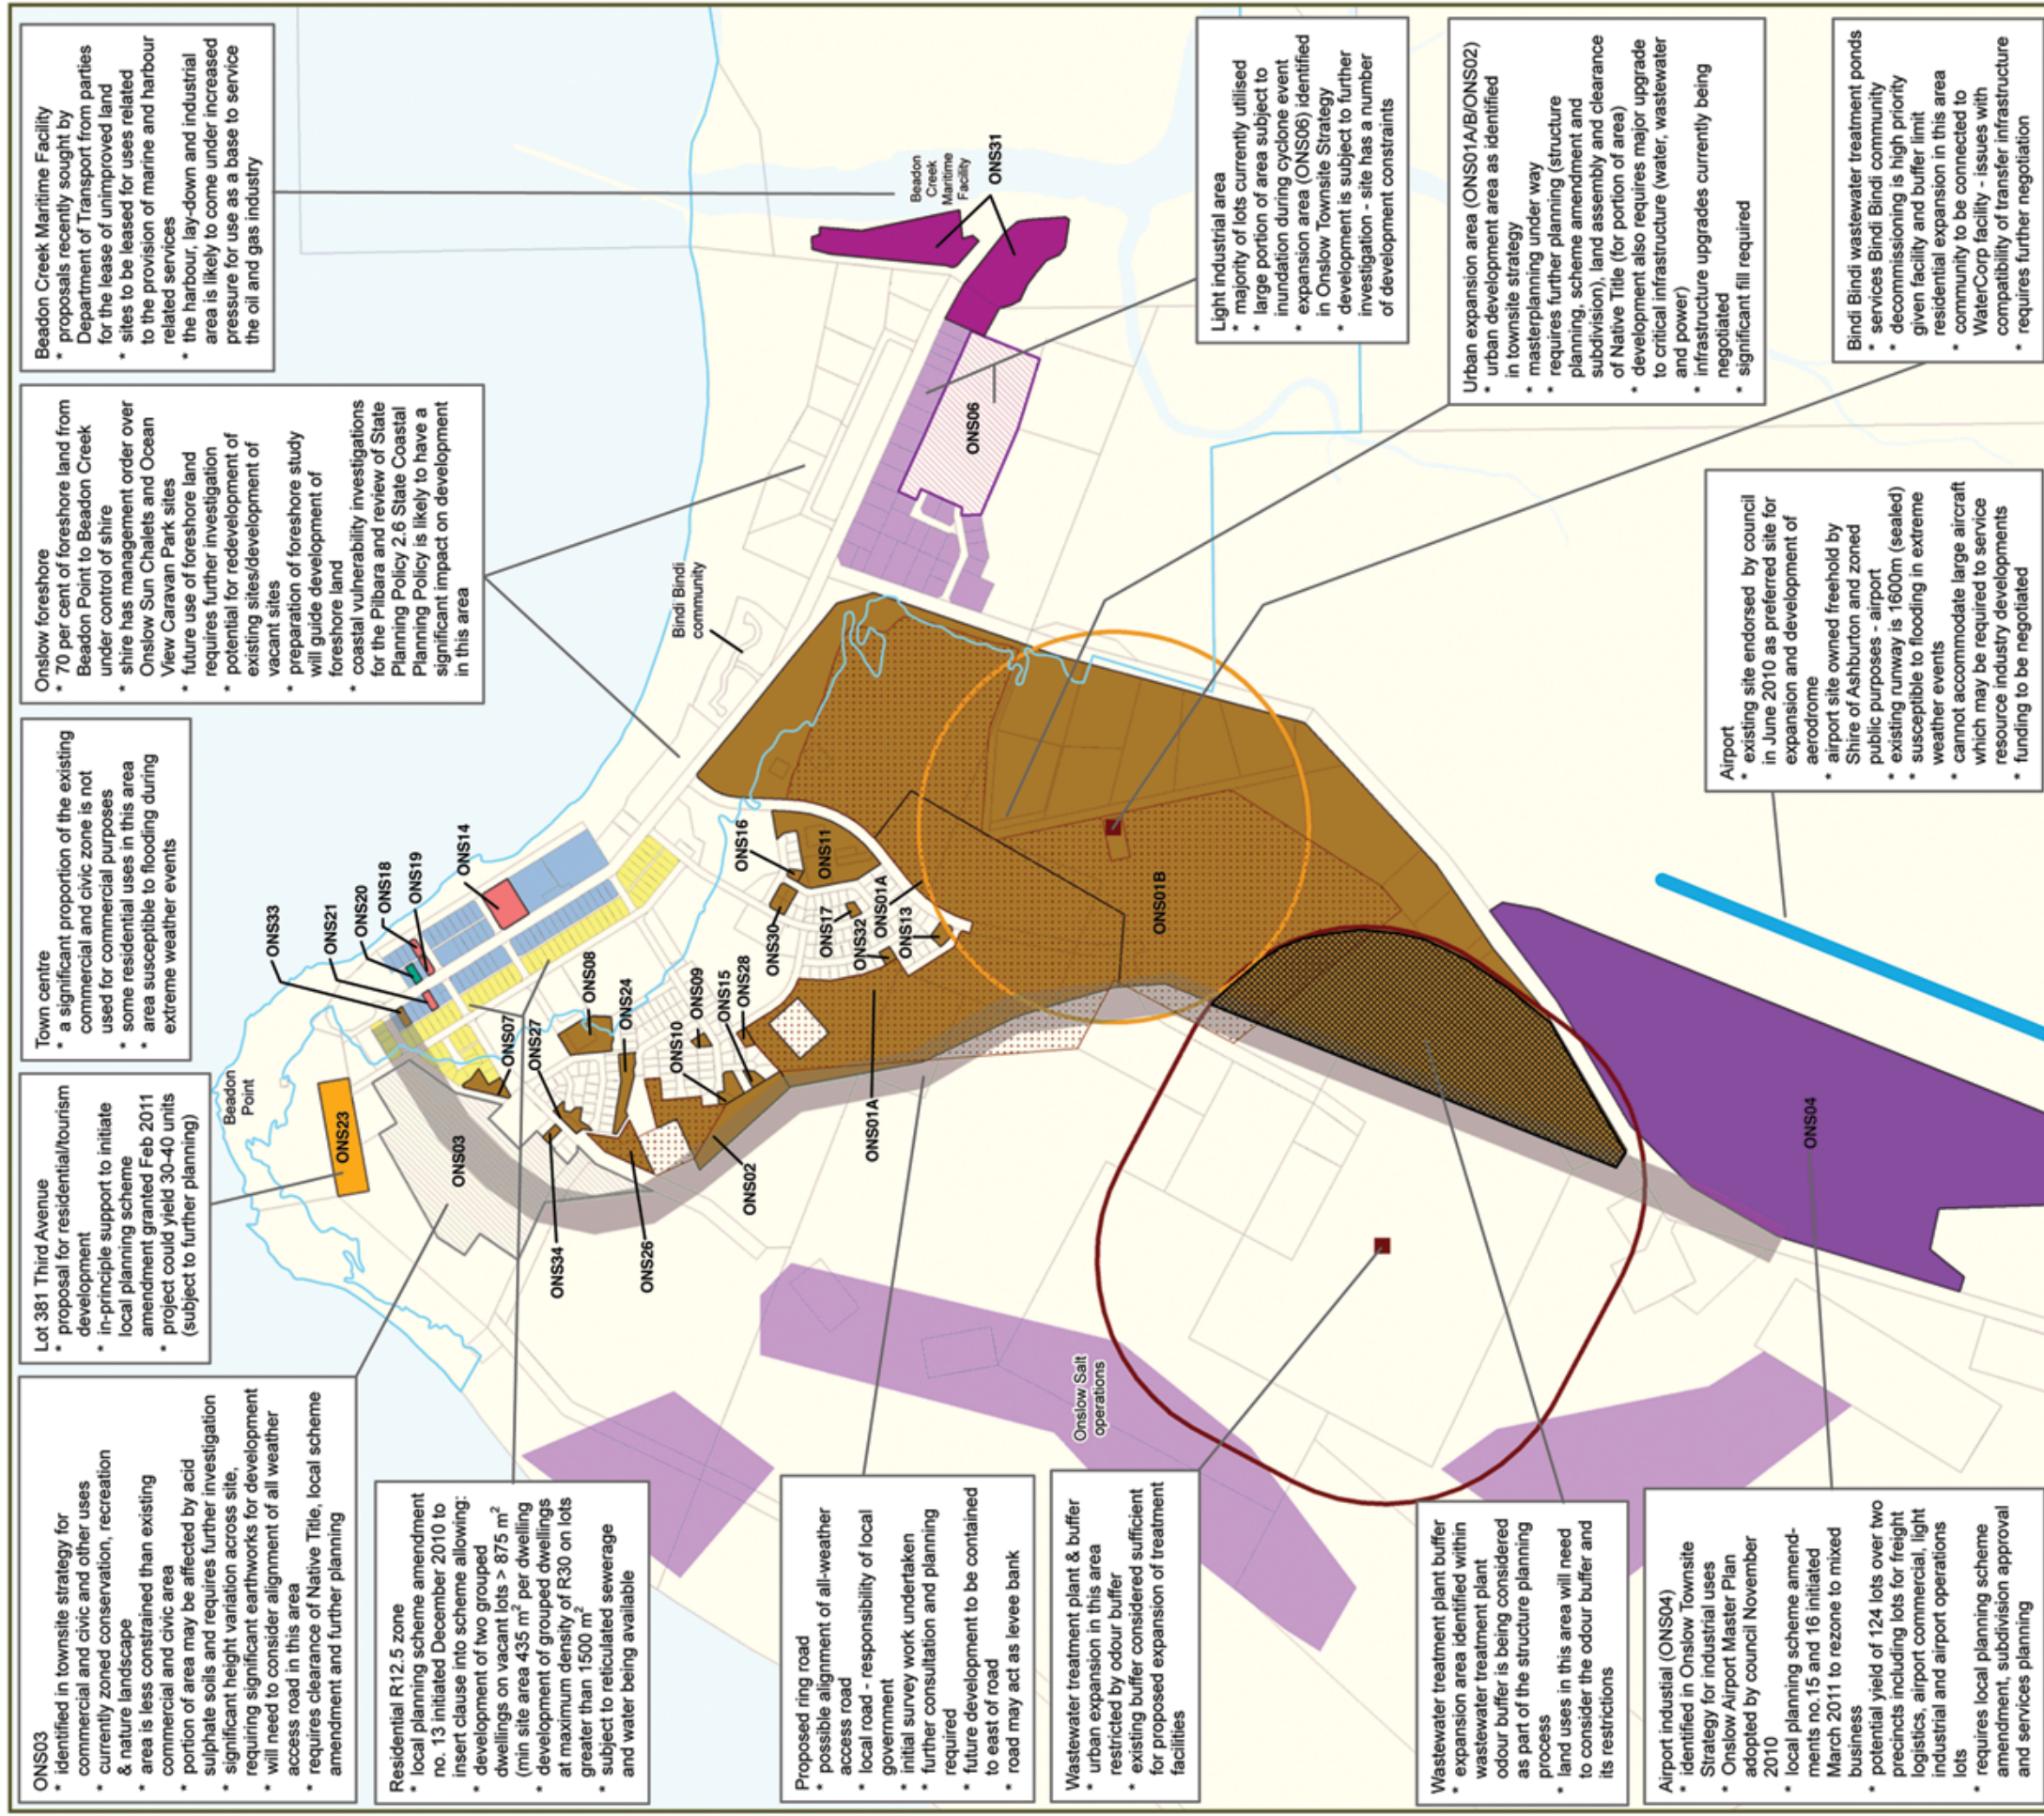 ONS03
* identified in townsite strategy for
commercial and civic and other uses
* currently zoned conservation, recreation
& nature landscape
* area is less constrained than existing
commercial and civic area
* portion of area may be affected by acid
sulphate soils and requires further investigation
* significant height variation across site,
requiring significant earthworks for development
* will need to consider alignment of all weather
access road in this area
* requires clearance of Native Title, local scheme
amendment and further planning
Lot 381 Third Avenue
* proposal for residential/tourism
development
* in-principle support to initiate
local planning scheme
amendment granted Feb 2011
* project could yield 30-40 units
(subject to further planning)
Town centre
* a significant proportion of the existing
commercial and civic zone is not
used for commercial purposes
* some residential uses in this area
* area susceptible to flooding during
extreme weather events
Onslow foreshore
* 70 per cent of foreshore land from
Beadon Point to Beadon Creek
under control of shire
* shire has management order over
Onslow Sun Chalets and Ocean
View Caravan Park sites
* future use of foreshore land
requires further investigation
* potential for redevelopment of
existing sites/development of
vacant sites
* preparation of foreshore study
will guide development of
foreshore land
* coastal vulnerability investigations
for the Pilbara and review of State
Planning Policy 2.6 State Coastal
Planning Policy is likely to have a
significant impact on development
in this area
Beadon Creek Maritime Facility
* proposals recently sought by
Department of Transport from parties
for the lease of unimproved land
* sites to be leased for uses related
to the provision of marine and harbour
related services
* the harbour, lay-down and industrial
area is likely to come under increased
pressure for use as a base to service
the oil and gas industry
Residential R12.5 zone
* local planning scheme amendment
no. 13 initiated December 2010 to
insert clause into scheme allowing:
* development of two grouped
dwellings on vacant lots > 875 m²
(min site area 435 m² per dwelling
* development of grouped dwellings
at maximum density of R30 on lots
greater than 1500 m²
* subject to reticulated sewerage
and water being available
Proposed ring road
* possible alignment of all-weather
access road
* local road - responsibility of local
government
* initial survey work undertaken
* further consultation and planning
required
* future development to be contained
to east of road
* road may act as levee bank
Wastewater treatment plant & buffer
* urban expansion in this area
restricted by odour buffer
* existing buffer considered sufficient
for proposed expansion of treatment
facilities
Wastewater treatment plant buffer
* expansion area identified within
wastewater treatment plant
odour buffer is being considered
as part of the structure planning
process
* land uses in this area will need
to consider the odour buffer and
its restrictions
Airport industial (ONS04)
* identified in Onslow Townsite
Strategy for industrial uses
* Onslow Airport Master Plan
adopted by council November
2010
* local planning scheme amend-
ments no.15 and 16 initiated
March 2011 to rezone to mixed
business
* potential yield of 124 lots over two
precincts including lots for freight
logistics, airport commercial, light
industrial and airport operations
lots
* requires local planning scheme
amendment, subdivision approval
and services planning
Light industrial area
* majority of lots currently utilised
* large portion of area subject to
inundation during cyclone event
* expansion area (ONS06) identified
in Onslow Townsite Strategy
* development is subject to further
investigation - site has a number
of development constraints
Urban expansion area (ONS01A/B/ONS02)
* urban development area as identified
in townsite strategy
* masterplanning under way
* requires further planning (structure
planning, scheme amendment and
subdivision), land assembly and clearance
of Native Title (for portion of area)
* development also requires major upgrade
to critical infrastructure (water, wastewater
and power)
* infrastructure upgrades currently being
negotiated
* significant fill required
Bindi Bindi wastewater treatment ponds
* services Bindi Bindi community
* decommissioning is high priority
given facility and buffer limit
residential expansion in this area
* community to be connected to
WaterCorp facility - issues with
compatibility of transfer infrastructure
* requires further negotiation
Airport
* existing site endorsed by council
in June 2010 as preferred site for
expansion and development of
aerodrome
* airport site owned freehold by
Shire of Ashburton and zoned
public purposes - airport
* existing runway is 1600m (sealed)
* susceptible to flooding in extreme
weather events
* cannot accommodate large aircraft
which may be required to service
resource industry developments
* funding to be negotiated
Beadon
Point
ONS23
ONS03
ONS33
ONS21
ONS20
ONS18
ONS19
ONS14
ONS07
ONS27
ONS08
ONS24
ONS34
ONS26
ONS02
ONS10
ONS09
ONS15
ONS28
ONS30
ONS16
ONS11
ONS17
ONS32
ONS01A
ONS13
ONS01A
ONS01B
ONS04
ONS06
ONS31
Bindi Bindi
community
Beadon
Creek
Maritime
Facility
Onslow Salt
operations